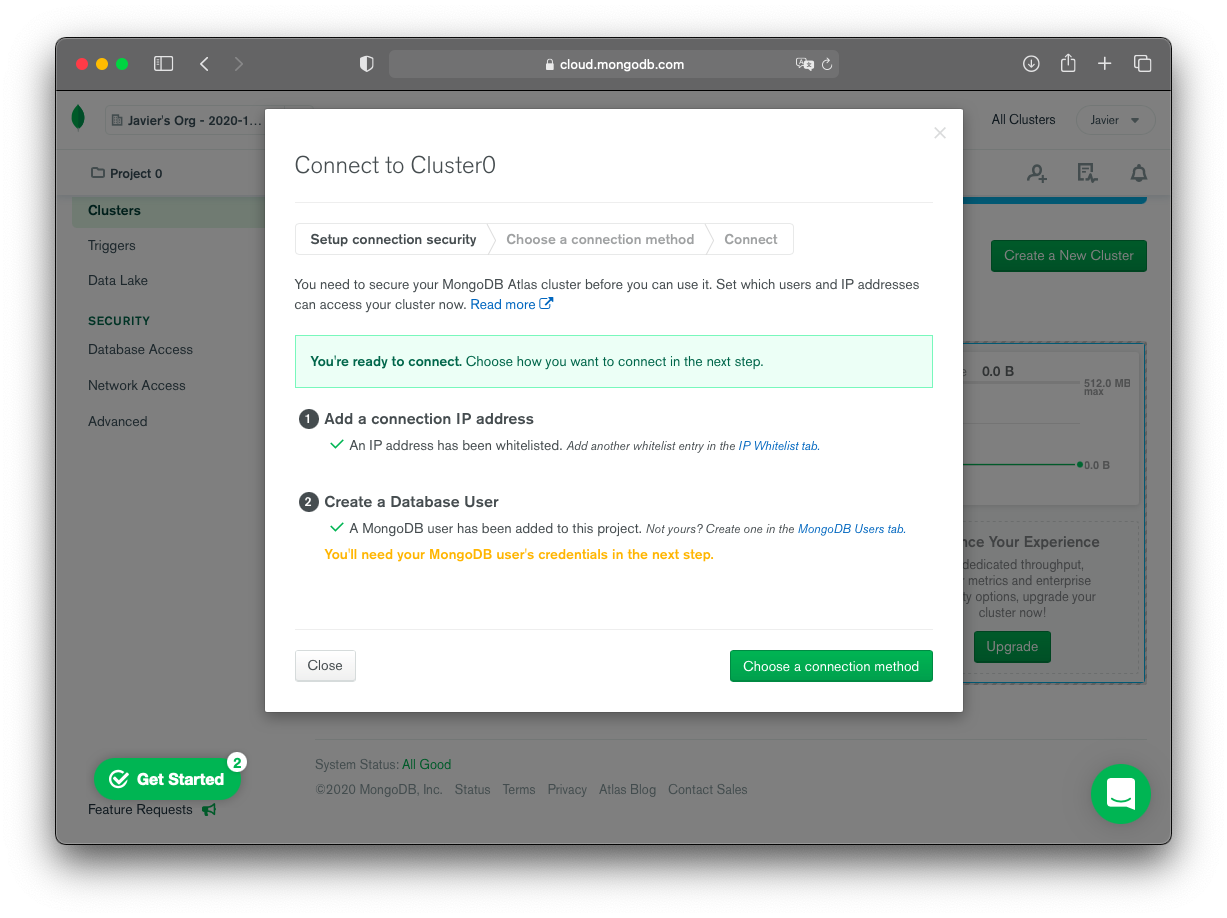 cloud.mongodb.com
Javier's Org - 2020-1...
All Clusters
Javier
Project 0
Clusters
Triggers
Data Lake
SECURITY
Database Access
Network Access
Advanced
Create a New Cluster
Connect to Cluster0
Setup connection security
Choose a connection method
Connect
You need to secure your MongoDB Atlas cluster before you can use it. Set which users and IP addresses
can access your cluster now. Read more
You're ready to connect. Choose how you want to connect in the next step.
1 Add a connection IP address
An IP address has been whitelisted. Add another whitelist entry in the IP Whitelist tab.
2 Create a Database User
A MongoDB user has been added to this project. Not yours? Create one in the MongoDB Users tab.
You'll need your MongoDB user's credentials in the next step.
Close
Choose a connection method
0.0 B
512.0 MB
max
0.0 B
Your Experience
dedicated throughput,
metrics and enterprise
options, upgrade your
cluster now!
Upgrade
System Status: All Good
©2020 MongoDB, Inc. Status Terms Privacy Atlas Blog Contact Sales
Get Started
2
Feature Requests